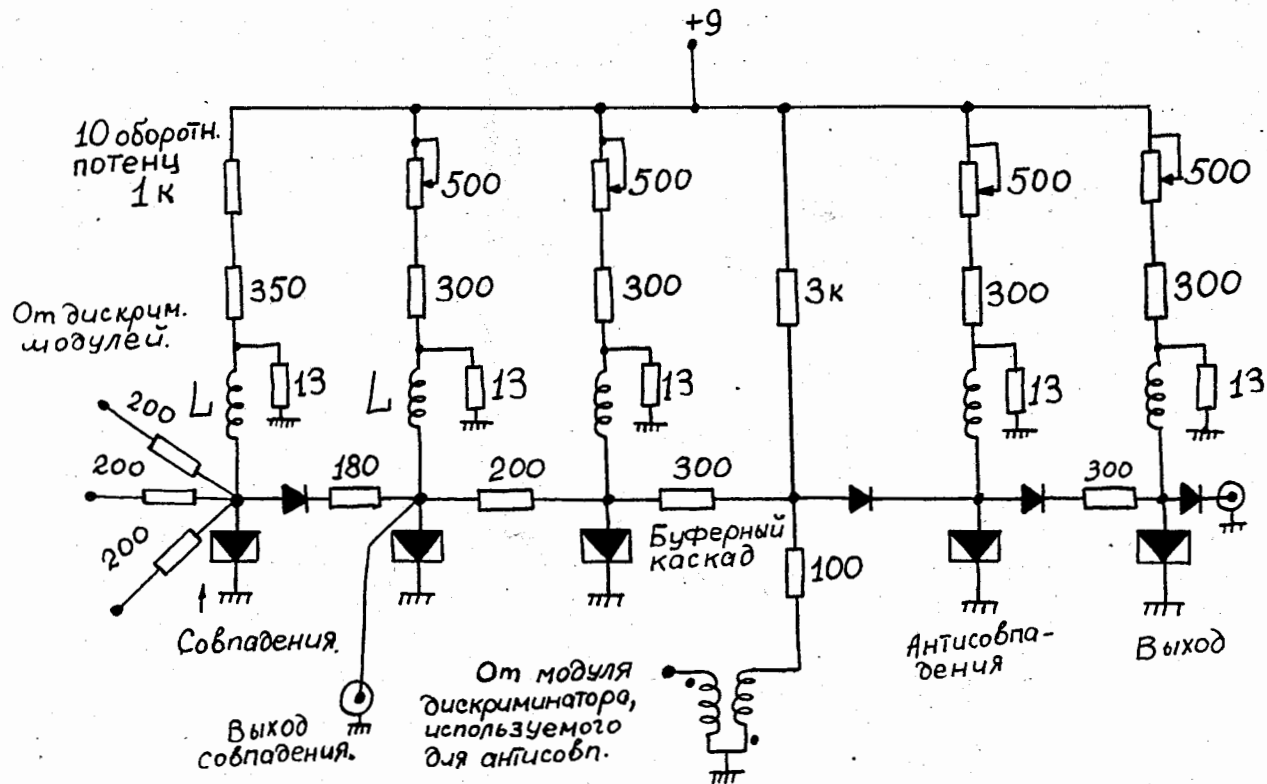 +9
10 оборотн.
потенц
1к
500
500
500
500
350
300
300
3к
300
300
От дискрим.
модулей.
L
13
L
13
13
13
13
200
200
200
180
200
300
300
Буферный
каскад
100
Совпадения.
Антисовпа-
дения
Выход
Выход
совпадения.
От модуля
дискриминатора,
используемого
для антисовп.